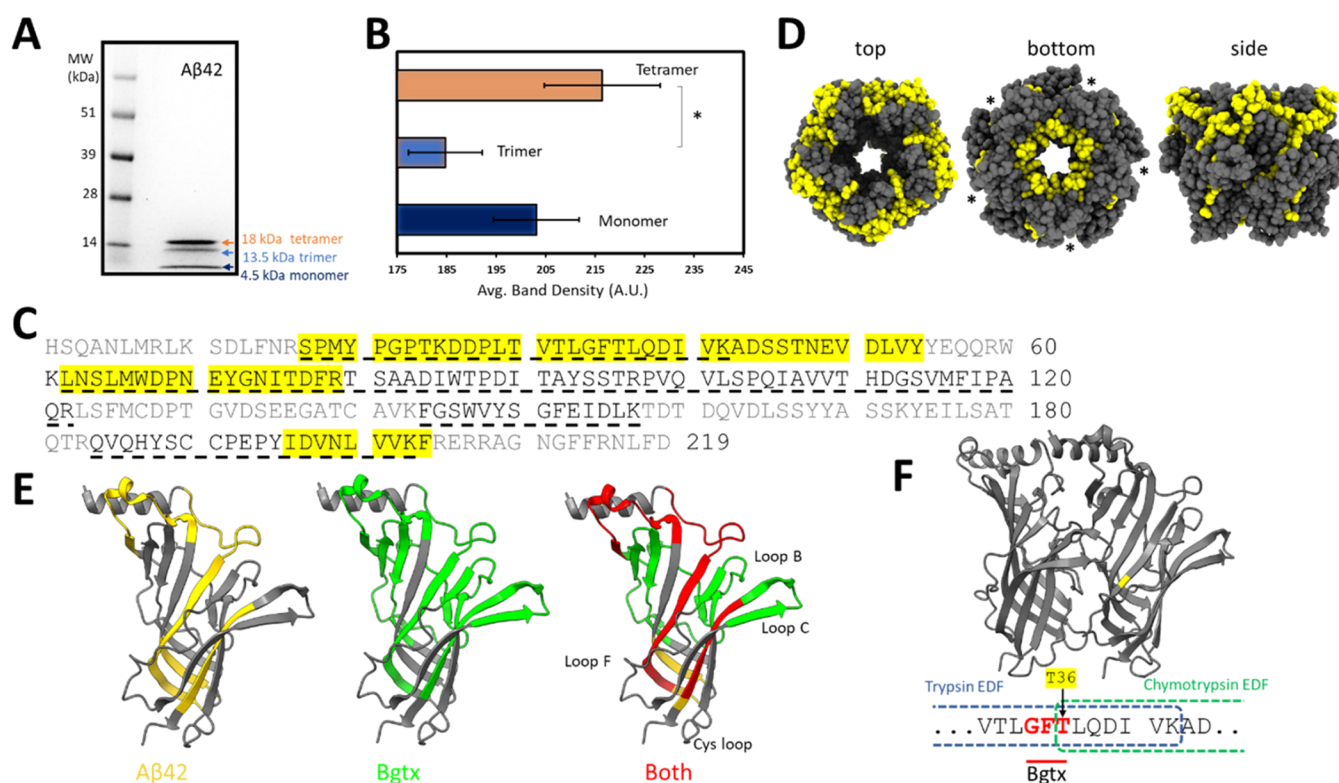 A
MW
(kDa)
Aβ42
51
39
28
14
18 kDa tetramer
13.5 kDa trimer
4.5 kDa monomer
B
Tetramer
*
Trimer
Monomer
175 185 195 205 215 225 235 245
Avg. Band Density (A.U.)
D
top bottom side
* * * * *
C
HSQANLMRLK SDLFNRSPMY PGPTKDDPLT VTLGFTLQDI VKADSSTNEV DLVYYEQQRW 60
KLNSLMWDPN EYGNITDFRT SAADIWTPDI TAYSSTRPVQ VLSPQIAVVT HDGSVMFIPA 120
QRLSFMCDPT GVDSEEGATC AVKFGSWVYS GFEIDLKTDT DQVDLSSYYA SSKYEILSAT 180
QTRQVQHYSC CPEPYIDVNL VVKFRERRAG NGFFRNLFD 219
E
Loop B
Loop C
Loop F
Cys loop
Aβ42 Bgtx Both
F
T36
Trypsin EDF Chymotrypsin EDF
...VTLGFTLQDI VKAD..
Bgtx